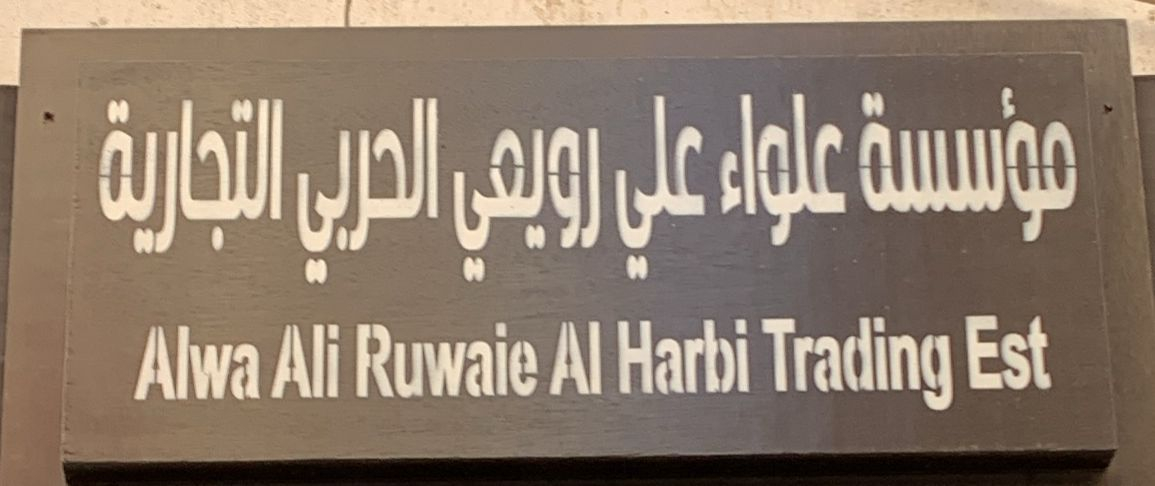 مؤسسة علواء علي رويعي الحربي التجارية
Alwa Ali Ruwaie Al Harbi Trading Est